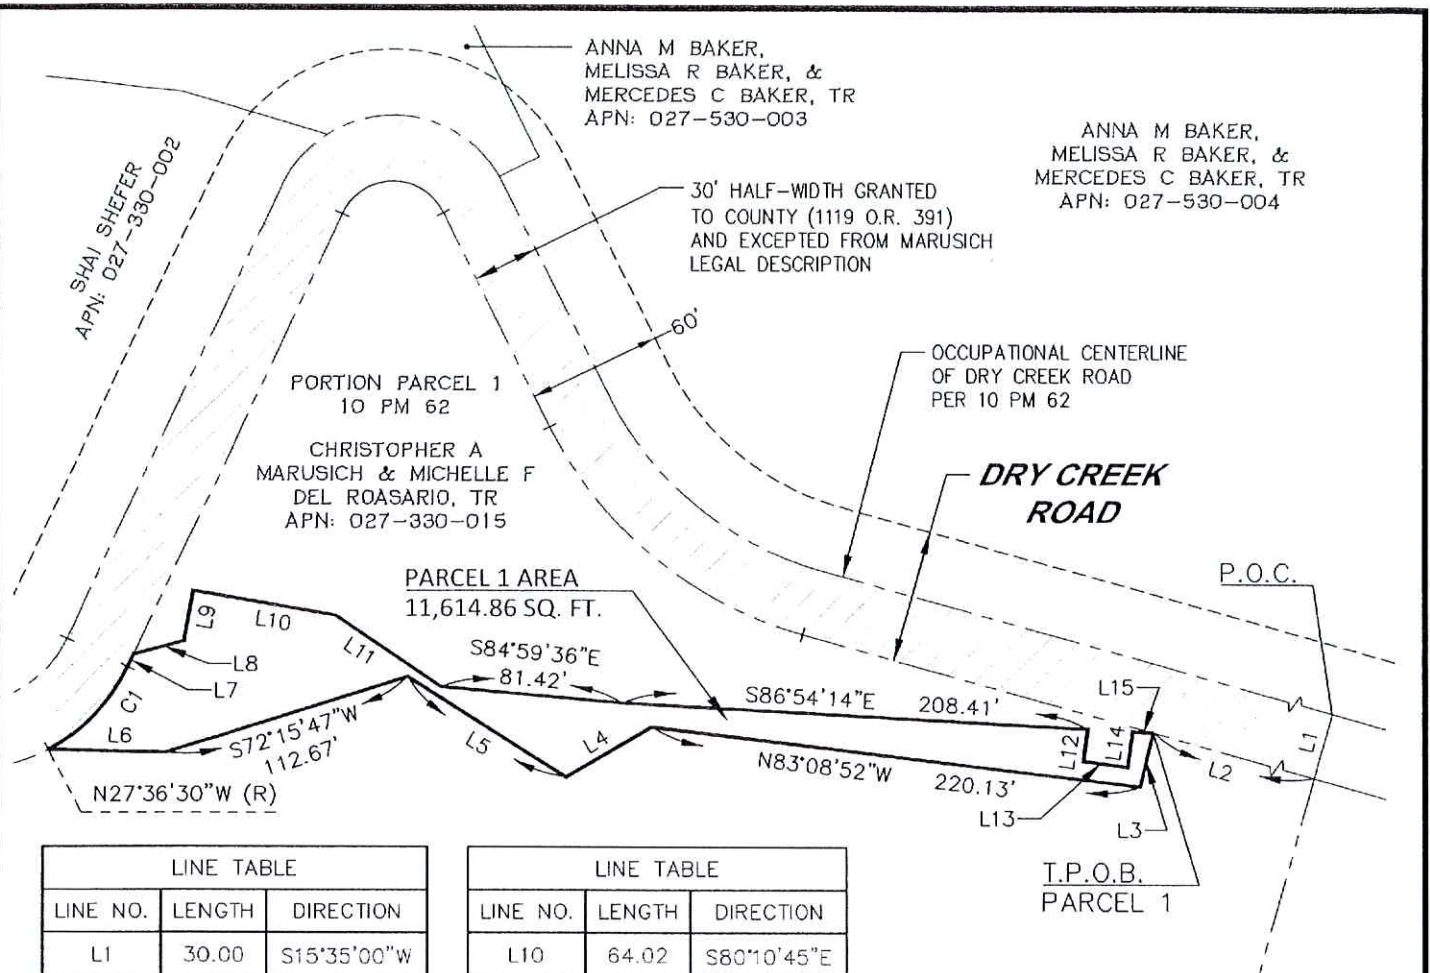 ANNA M BAKER,
MELISSA R BAKER, &
MERCEDES C BAKER, TR
APN: 027-530-003
ANNA M BAKER,
MELISSA R BAKER, &
MERCEDES C BAKER, TR
APN: 027-530-004
SHAI SHEFER
APN: 027-330-002
30' HALF-WIDTH GRANTED
TO COUNTY (1119 O.R. 391)
AND EXCEPTED FROM MARUSICH
LEGAL DESCRIPTION
60'
OCCUPATIONAL CENTERLINE
OF DRY CREEK ROAD
PER 10 PM 62
PORTION PARCEL 1
10 PM 62
CHRISTOPHER A
MARUSICH & MICHELLE F
DEL ROASARIO, TR
APN: 027-330-015
DRY CREEK
ROAD
P.O.C.
PARCEL 1 AREA
11,614.86 SQ. FT.
L9
L10
L11
L8
L7
C1
L6
S84°59'36"E
81.42'
S86°54'14"E 208.41'
L15
L12
L14
L1
L2
S72°15'47"W
112.67'
L5
L4
N83°08'52"W 220.13'
L13
L3
N27°36'30"W (R)
T.P.O.B.
PARCEL 1
LINE TABLE
LINE NO. LENGTH DIRECTION
L1 30.00 S15°35'00"W
LINE TABLE
LINE NO. LENGTH DIRECTION
L10 64.02 S80°10'45"E